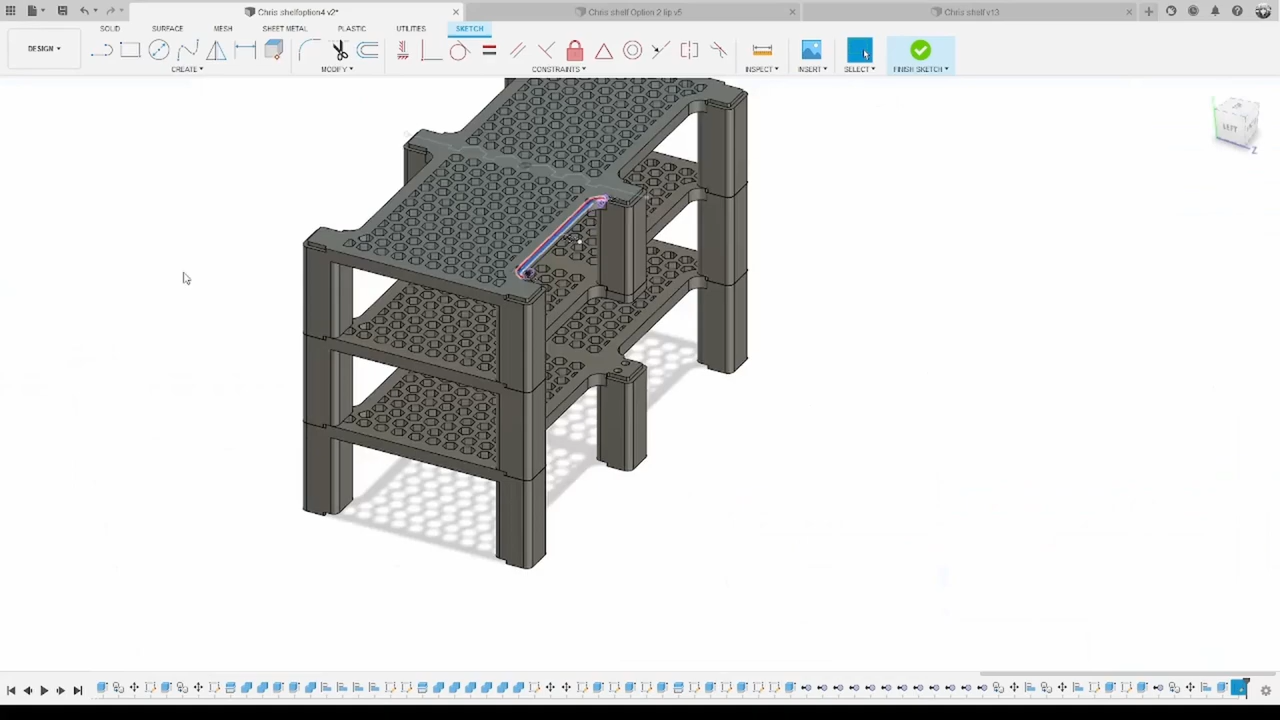 Chris shelfoption4 v2*
Chris shelf Option 2 lip v5
Chris shelf v13
SOLID
SURFACE
MESH
SHEET METAL
PLASTIC
UTILITIES
SKETCH
DESIGN
CREATE
MODIFY
CONSTRAINTS
INSPECT
INSERT
SELECT
FINISH SKETCH
LEFT
Z